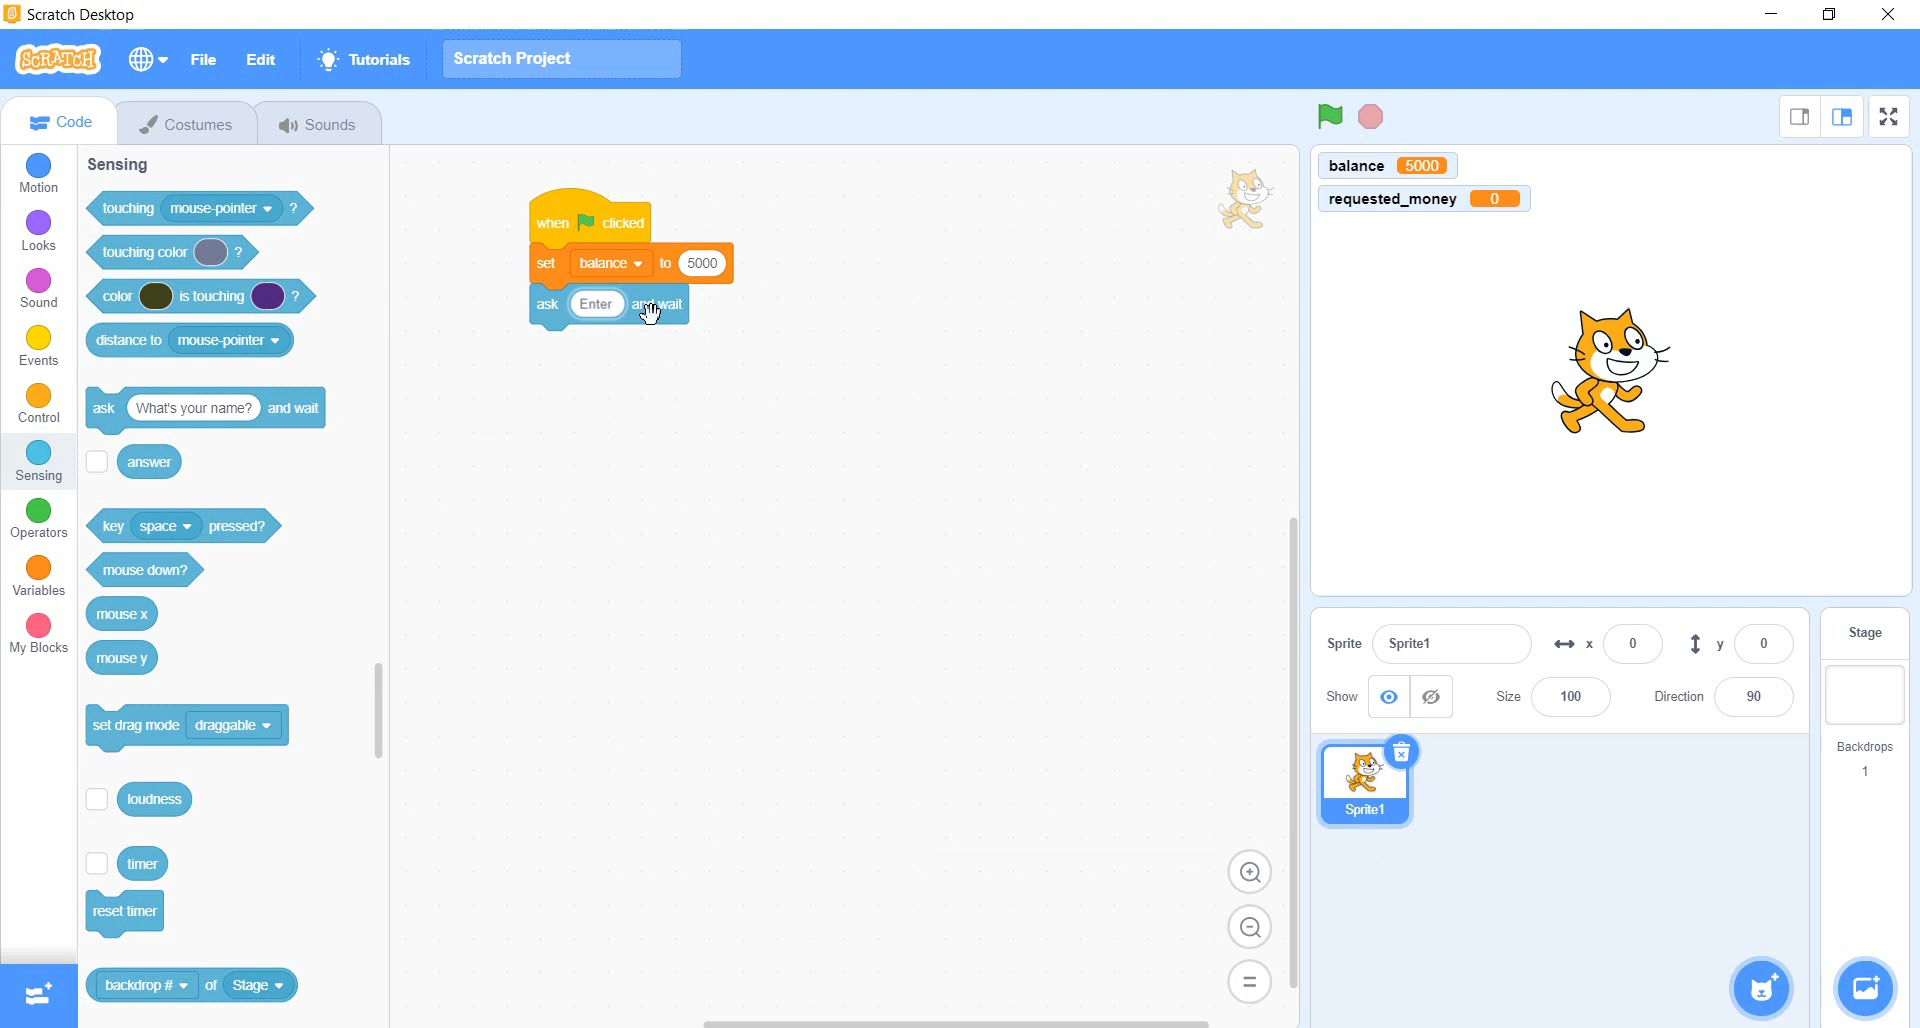 Scratch Desktop
SCRATCH File Edit Tutorials Scratch Project
Code Costumes Sounds
Motion
Looks
Sound
Events
Control
Sensing
Operators
Variables
My Blocks
Sensing
touching mouse-pointer ?
touching color ?
color is touching ?
distance to mouse-pointer
ask What's your name? and wait
answer
key space pressed?
mouse down?
mouse x
mouse y
set drag mode draggable
loudness
timer
reset timer
backdrop # of Stage
when clicked
set balance to 5000
ask Enter and wait
balance 5000
requested_money 0
Sprite Sprite1 x 0 y 0
Show Size 100 Direction 90
Sprite1
Stage
Backdrops
1